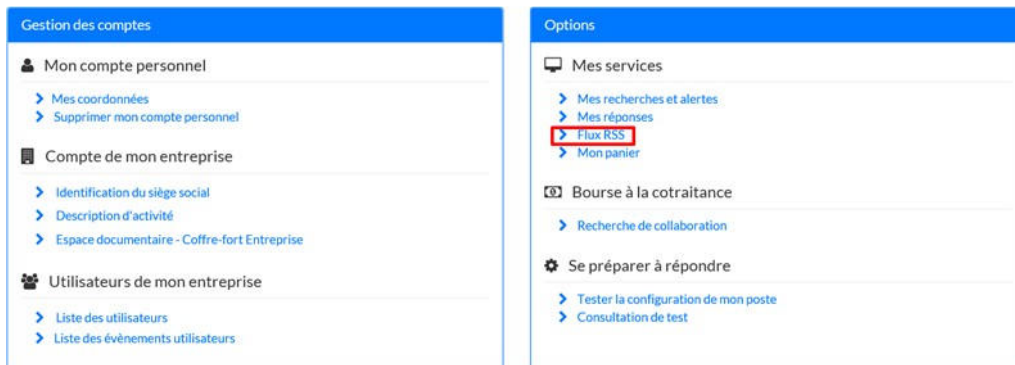 Gestion des comptes
Mon compte personnel
Mes coordonnées
Supprimer mon compte personnel
Compte de mon entreprise
Identification du siège social
Description d'activité
Espace documentaire - Coffre-fort Entreprise
Utilisateurs de mon entreprise
Liste des utilisateurs
Liste des évènements utilisateurs
Options
Mes services
Mes recherches et alertes
Mes réponses
Flux RSS
Mon panier
Bourse à la cotraitance
Recherche de collaboration
Se préparer à répondre
Tester la configuration de mon poste
Consultation de test